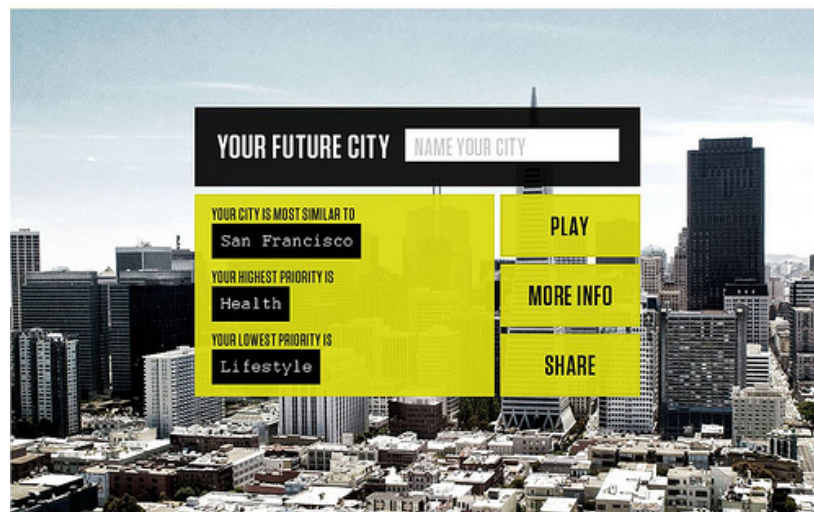 YOUR FUTURE CITY
NAME YOUR CITY
YOUR CITY IS MOST SIMILAR TO
San Francisco
YOUR HIGHEST PRIORITY IS
Health
YOUR LOWEST PRIORITY IS
Lifestyle
PLAY
MORE INFO
SHARE